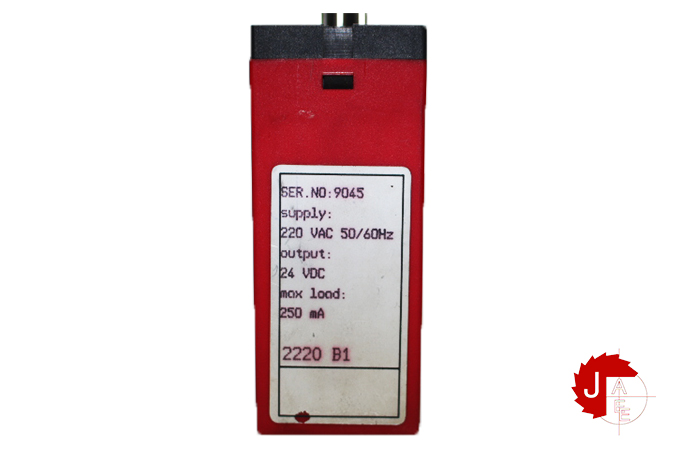 SER.NO:9045
supply:
220 VAC 50/60Hz
output:
24 VDC
max load:
250 mA
2220 B1
J